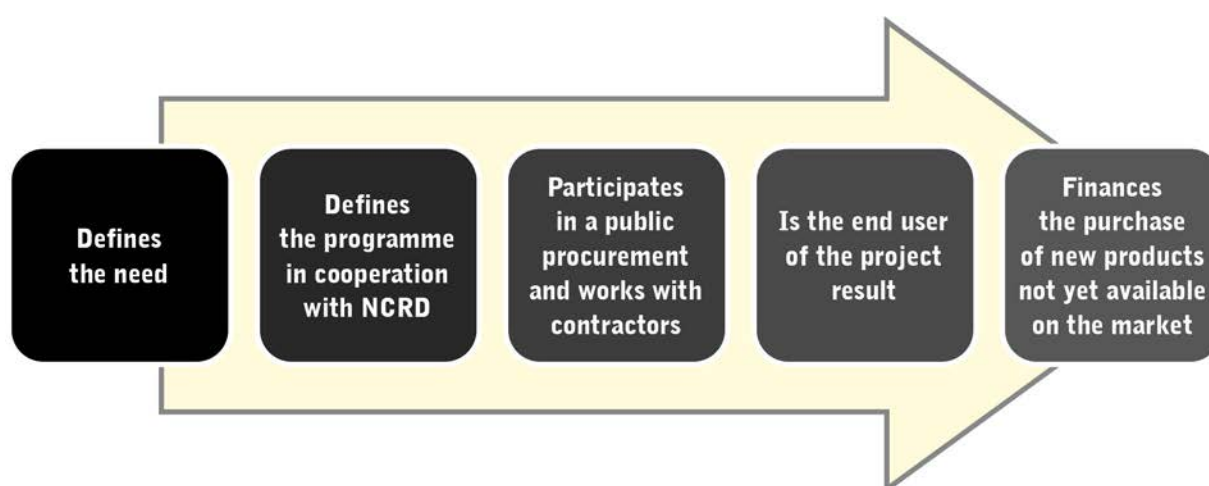 Defines
the need
Defines
the programme
in cooperation
with NCRD
Participates
in a public
procurement
and works with
contractors
Is the end user
of the project
result
Finances
the purchase
of new products
not yet available
on the market